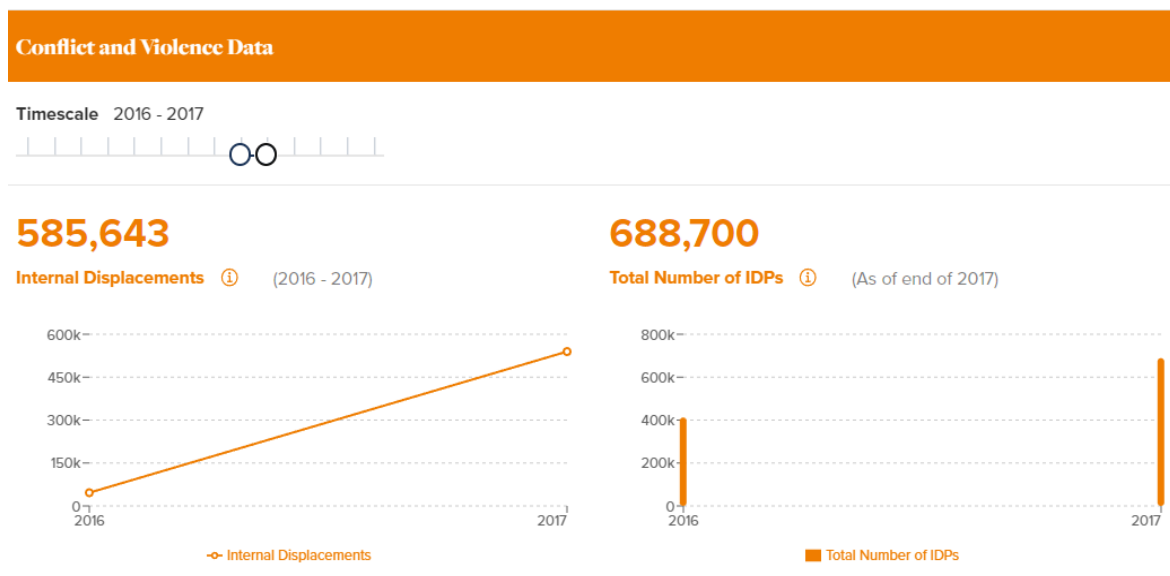 Conflict and Violence Data
Timescale 2016 - 2017
585,643
Internal Displacements (2016 - 2017)
600k
450k
300k
150k
0
2016 2017
Internal Displacements
688,700
Total Number of IDPs (As of end of 2017)
800k
600k
400k
200k
0
2016 2017
Total Number of IDPs